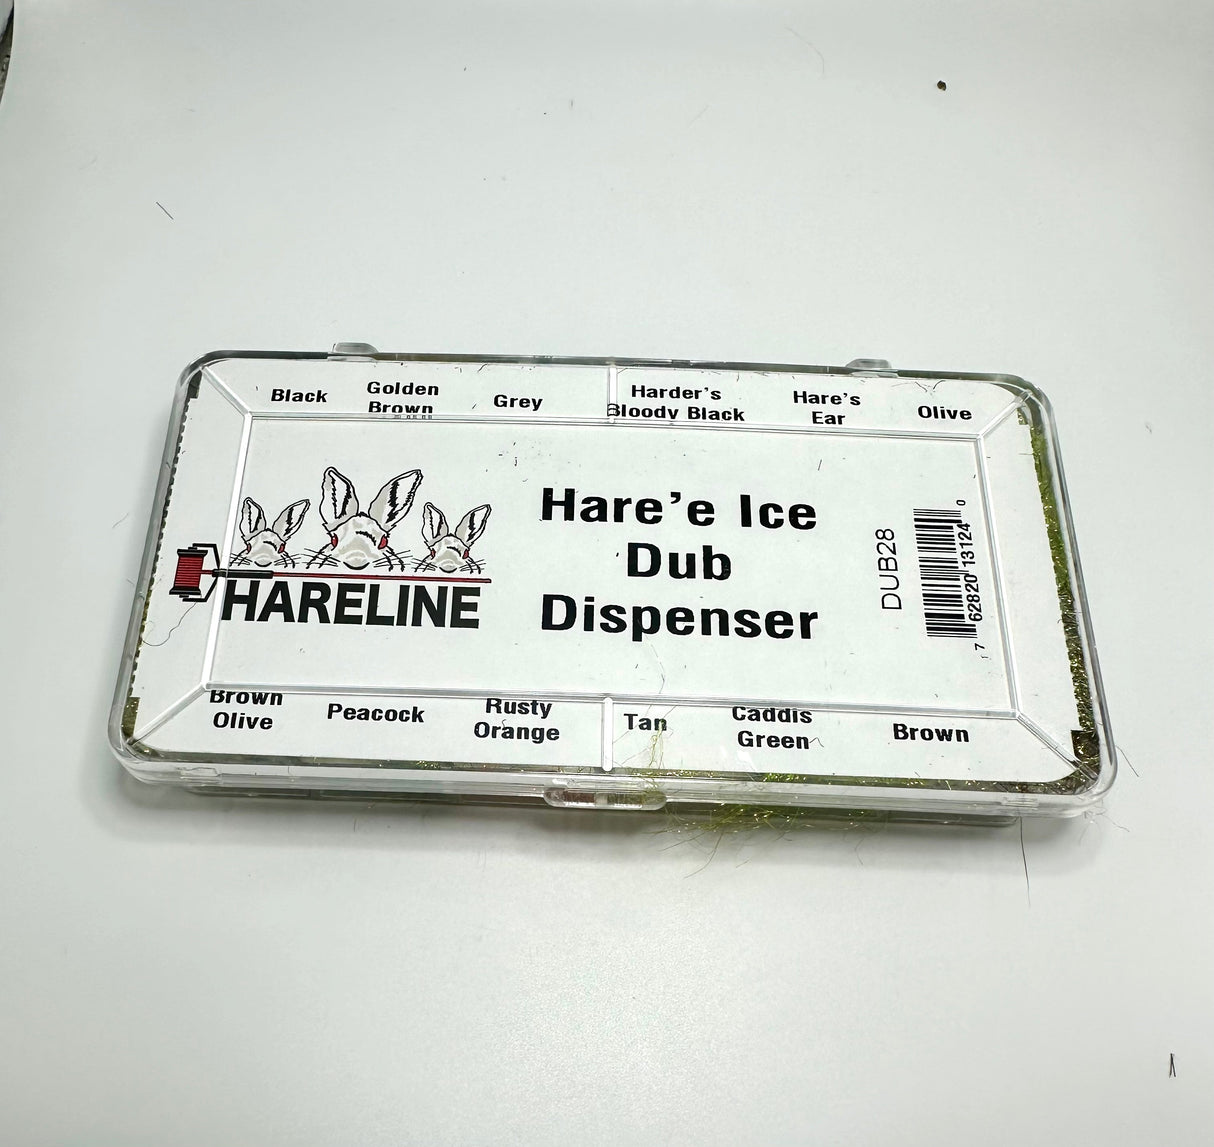 Black
Golden
Brown
Grey
Harder's
Bloody Black
Hare's
Ear
Olive
HARELINE
Hare'e Ice
Dub
Dispenser
DUB28
7 62820 13124 0
Brown
Olive
Peacock
Rusty
Orange
Tan
Caddis
Green
Brown